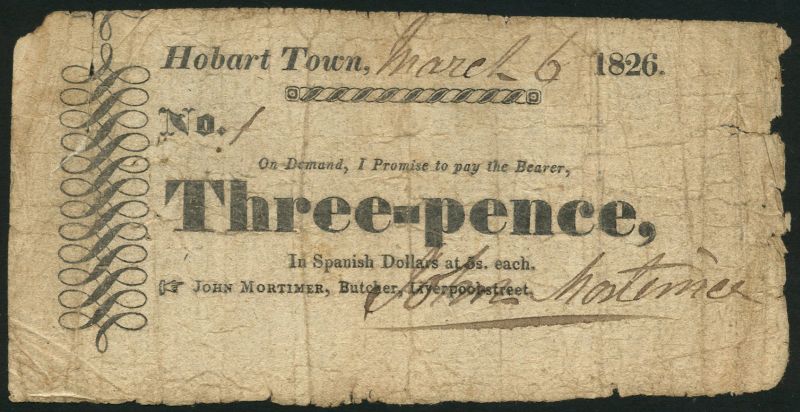 Hobart Town, March 6 1826.
No. 1
On Demand, I Promise to pay the Bearer,
Three-pence,
In Spanish Dollars at 5s. each.
☞ JOHN MORTIMER, Butcher, Liverpool-street.
John Mortimer